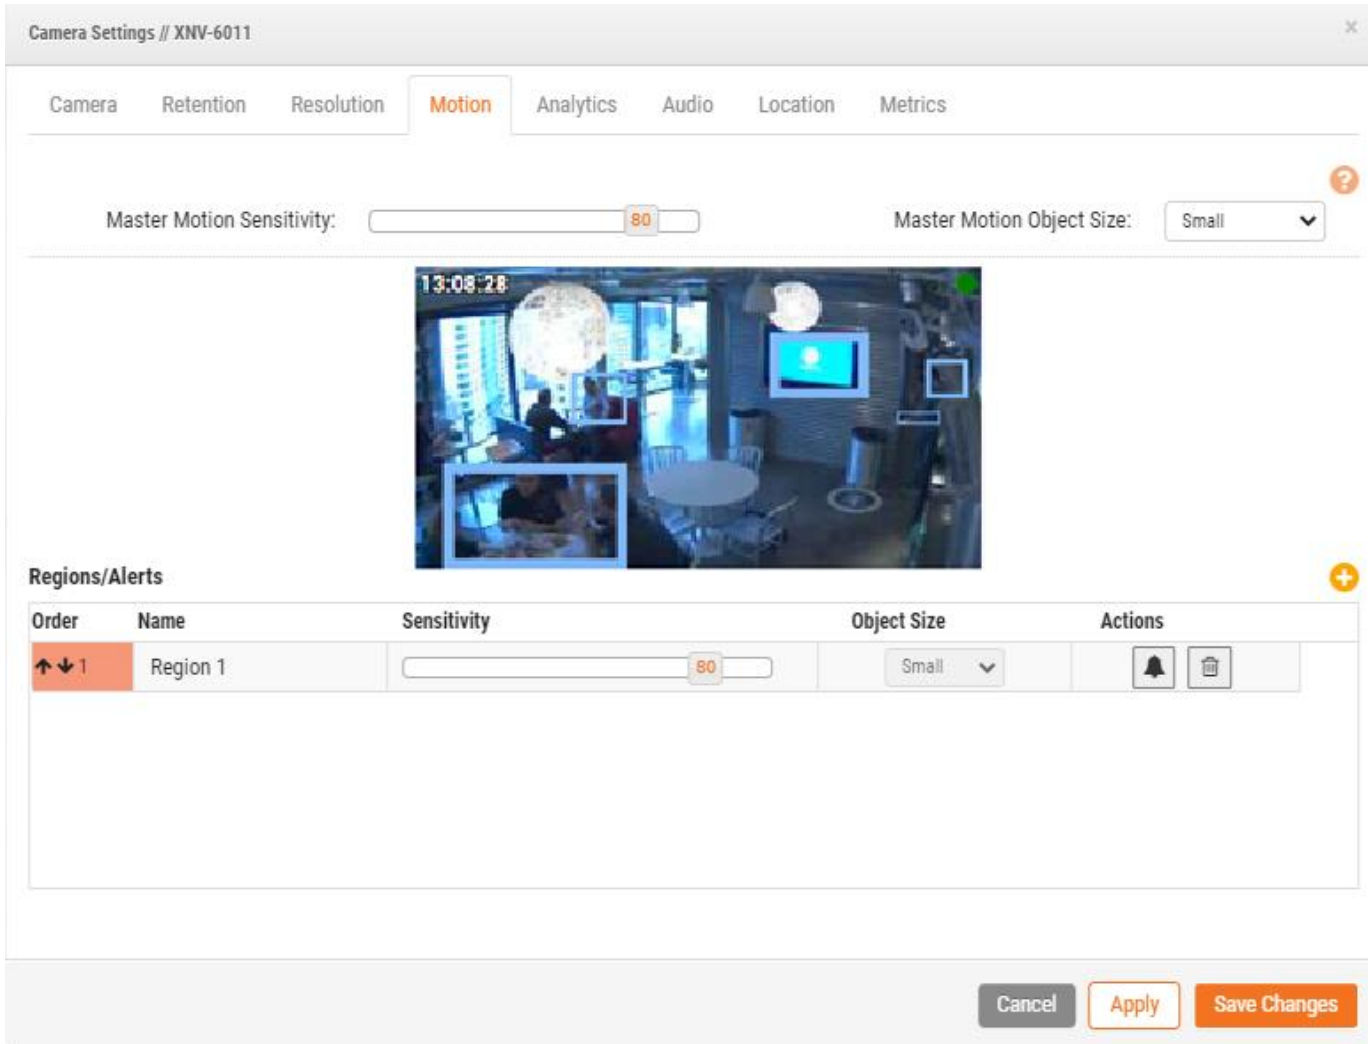 Camera Settings // XNV-6011
×
Camera Retention Resolution Motion Analytics Audio Location Metrics
?
Master Motion Sensitivity: 80 Master Motion Object Size: Small
13:08:28
Regions/Alerts
Order Name Sensitivity Object Size Actions
1 Region 1 80 Small
Cancel Apply Save Changes